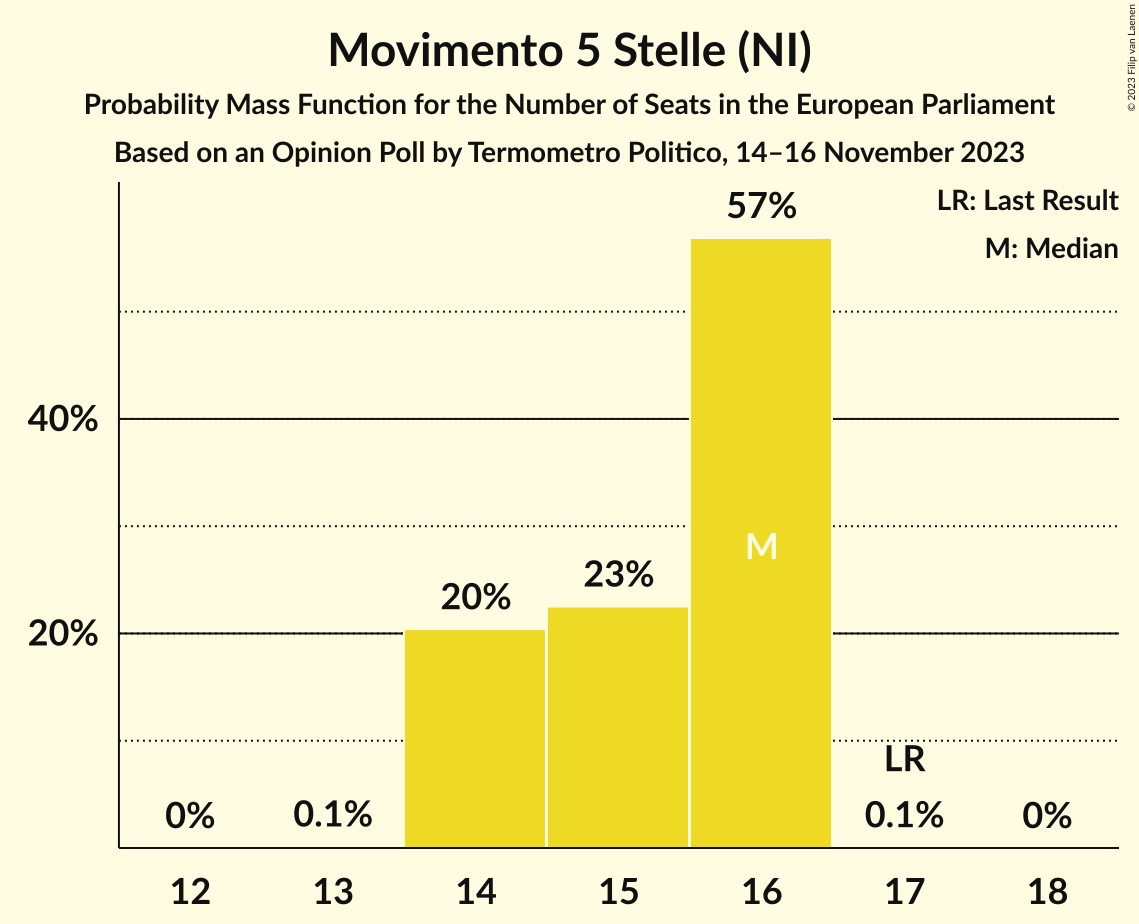 Movimento 5 Stelle (NI)
Probability Mass Function for the Number of Seats in the European Parliament
Based on an Opinion Poll by Termometro Politico, 14–16 November 2023
© 2023 Filip van Laenen
LR: Last Result
M: Median
57%
40%
M
23%
20%
20%
LR
0%
0.1%
0.1%
0%
12
13
14
15
16
17
18